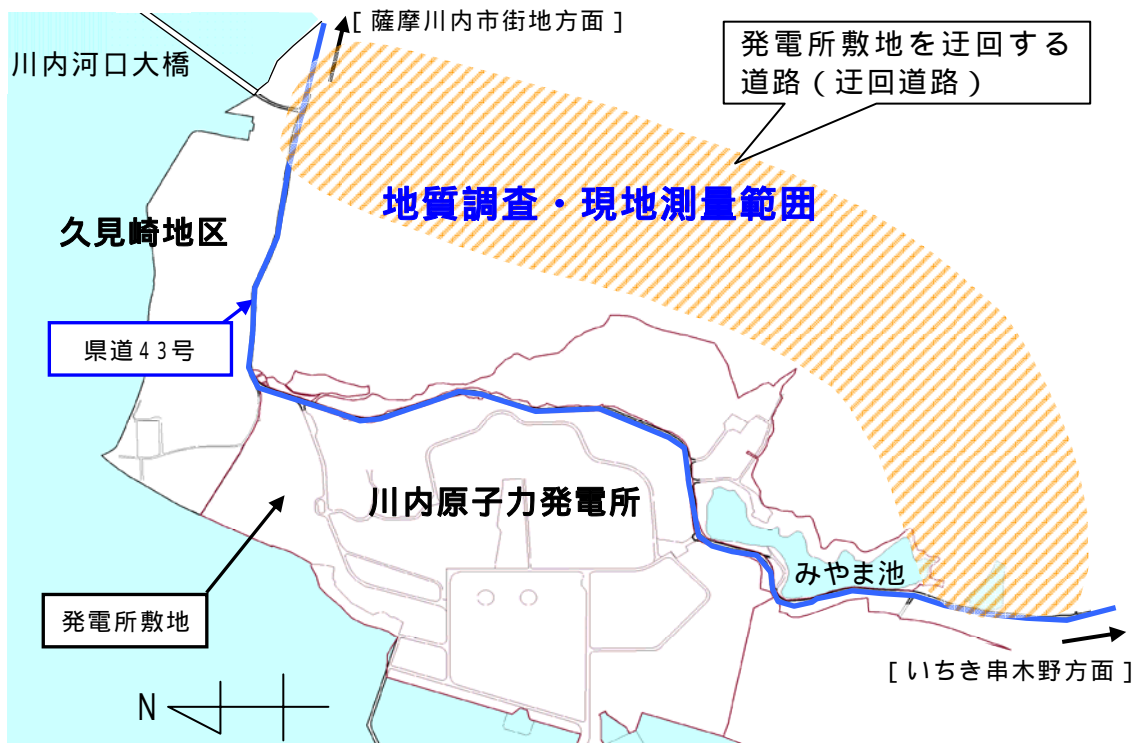 [薩摩川内市街地方面]
川内河口大橋
発電所敷地を迂回する
道路(迂回道路)
地質調査・現地測量範囲
久見崎地区
県道43号
川内原子力発電所
みやま池
発電所敷地
[いちき串木野方面]
N